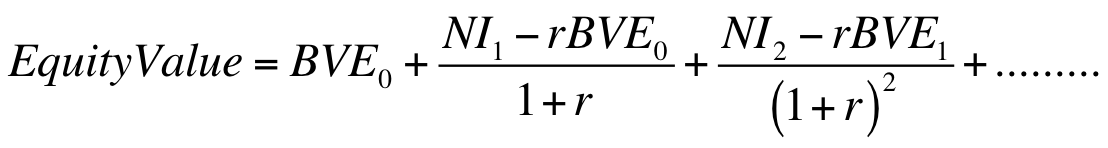 EquityValue = BVE₀ + (NI₁ − rBVE₀)/(1 + r) + (NI₂ − rBVE₁)/(1 + r)² + .........